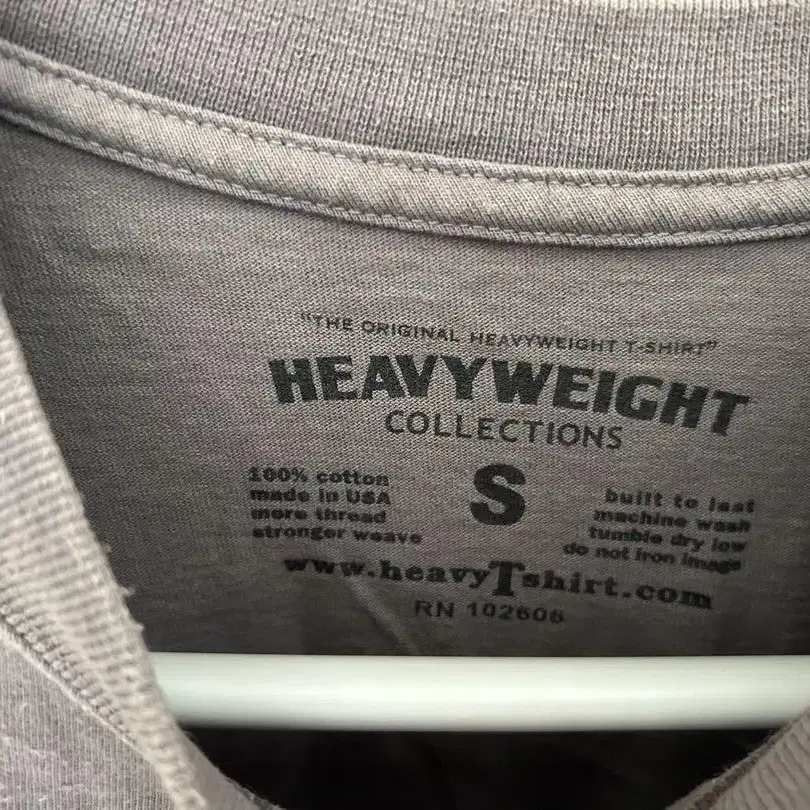 "THE ORIGINAL HEAVYWEIGHT T-SHIRT"
HEAVYWEIGHT
COLLECTIONS
S
100% cotton
made in USA
more thread
stronger weave
built to last
machine wash
tumble dry low
do not iron image
www.heavyTshirt.com
RN 102606